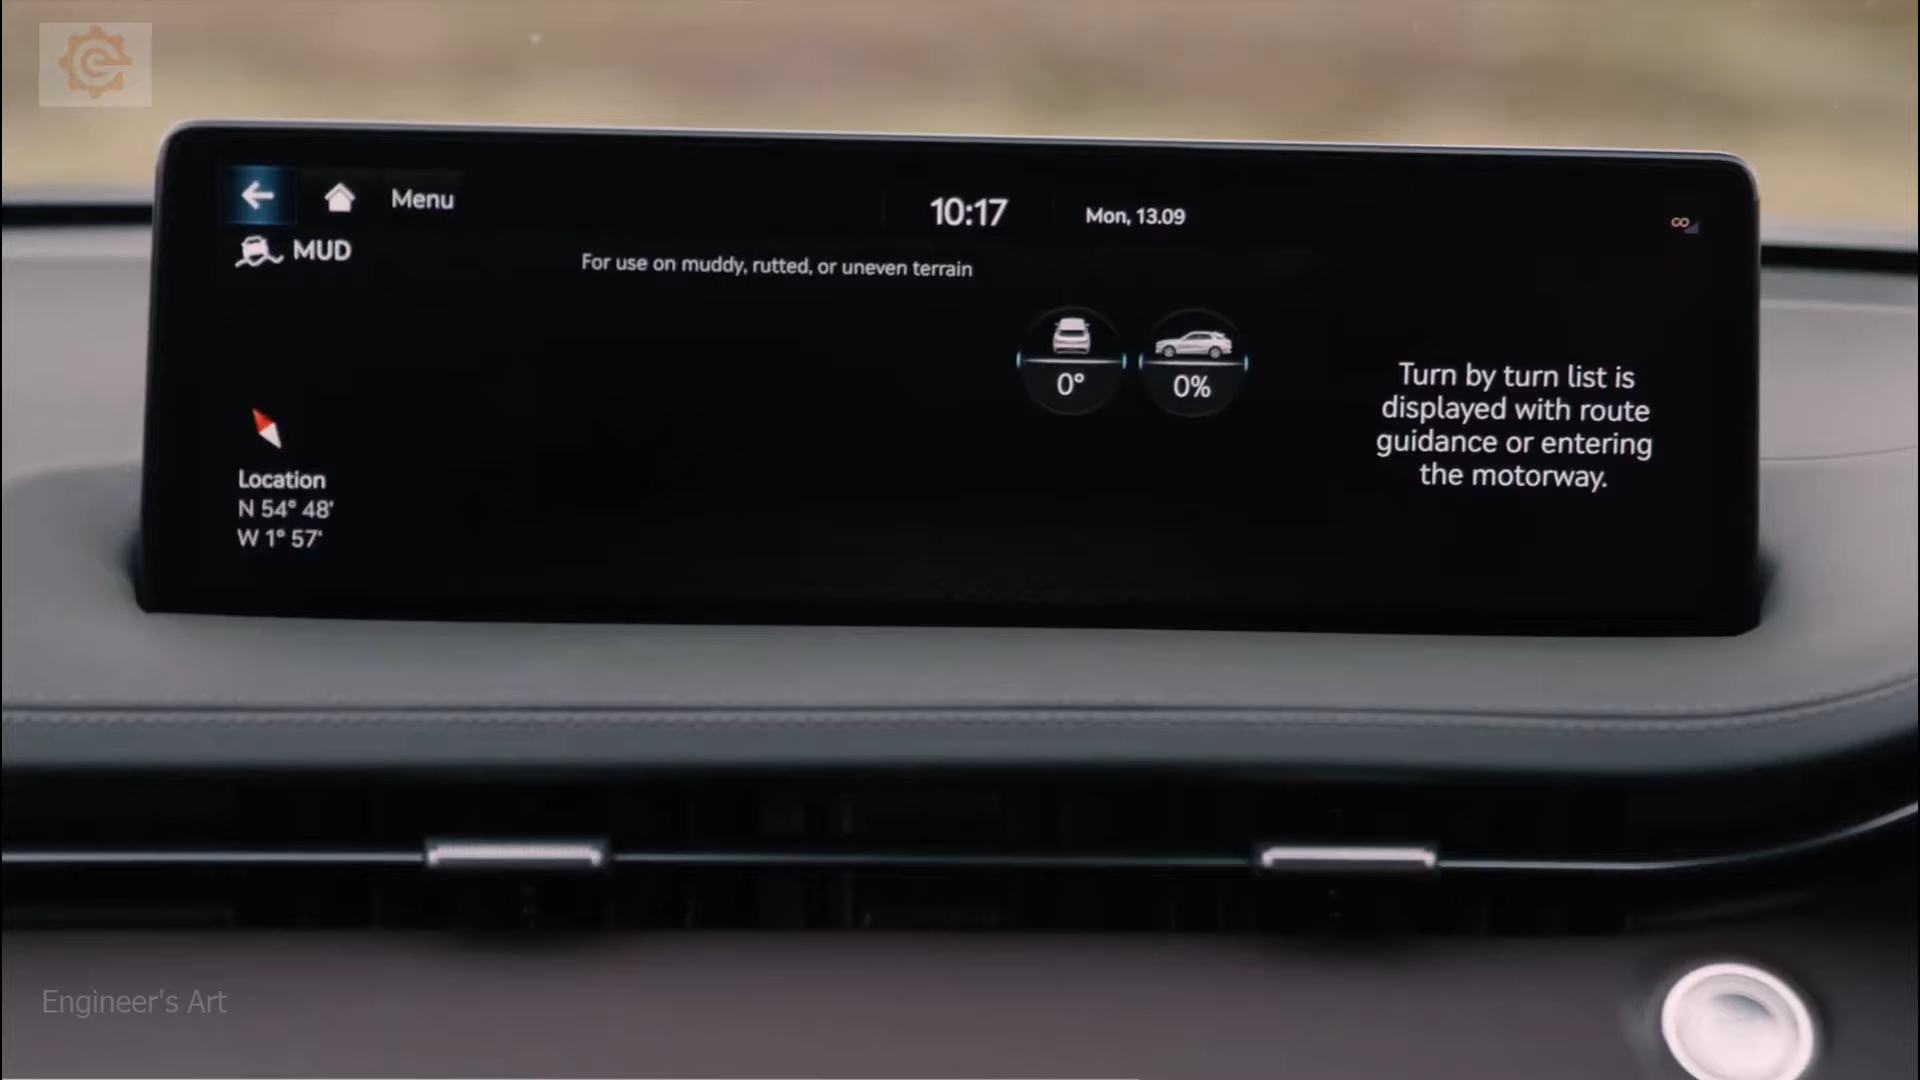 Menu
10:17
Mon, 13.09
MUD
For use on muddy, rutted, or uneven terrain
0°
0%
Turn by turn list is
displayed with route
guidance or entering
the motorway.
Location
N 54° 48'
W 1° 57'
Engineer's Art